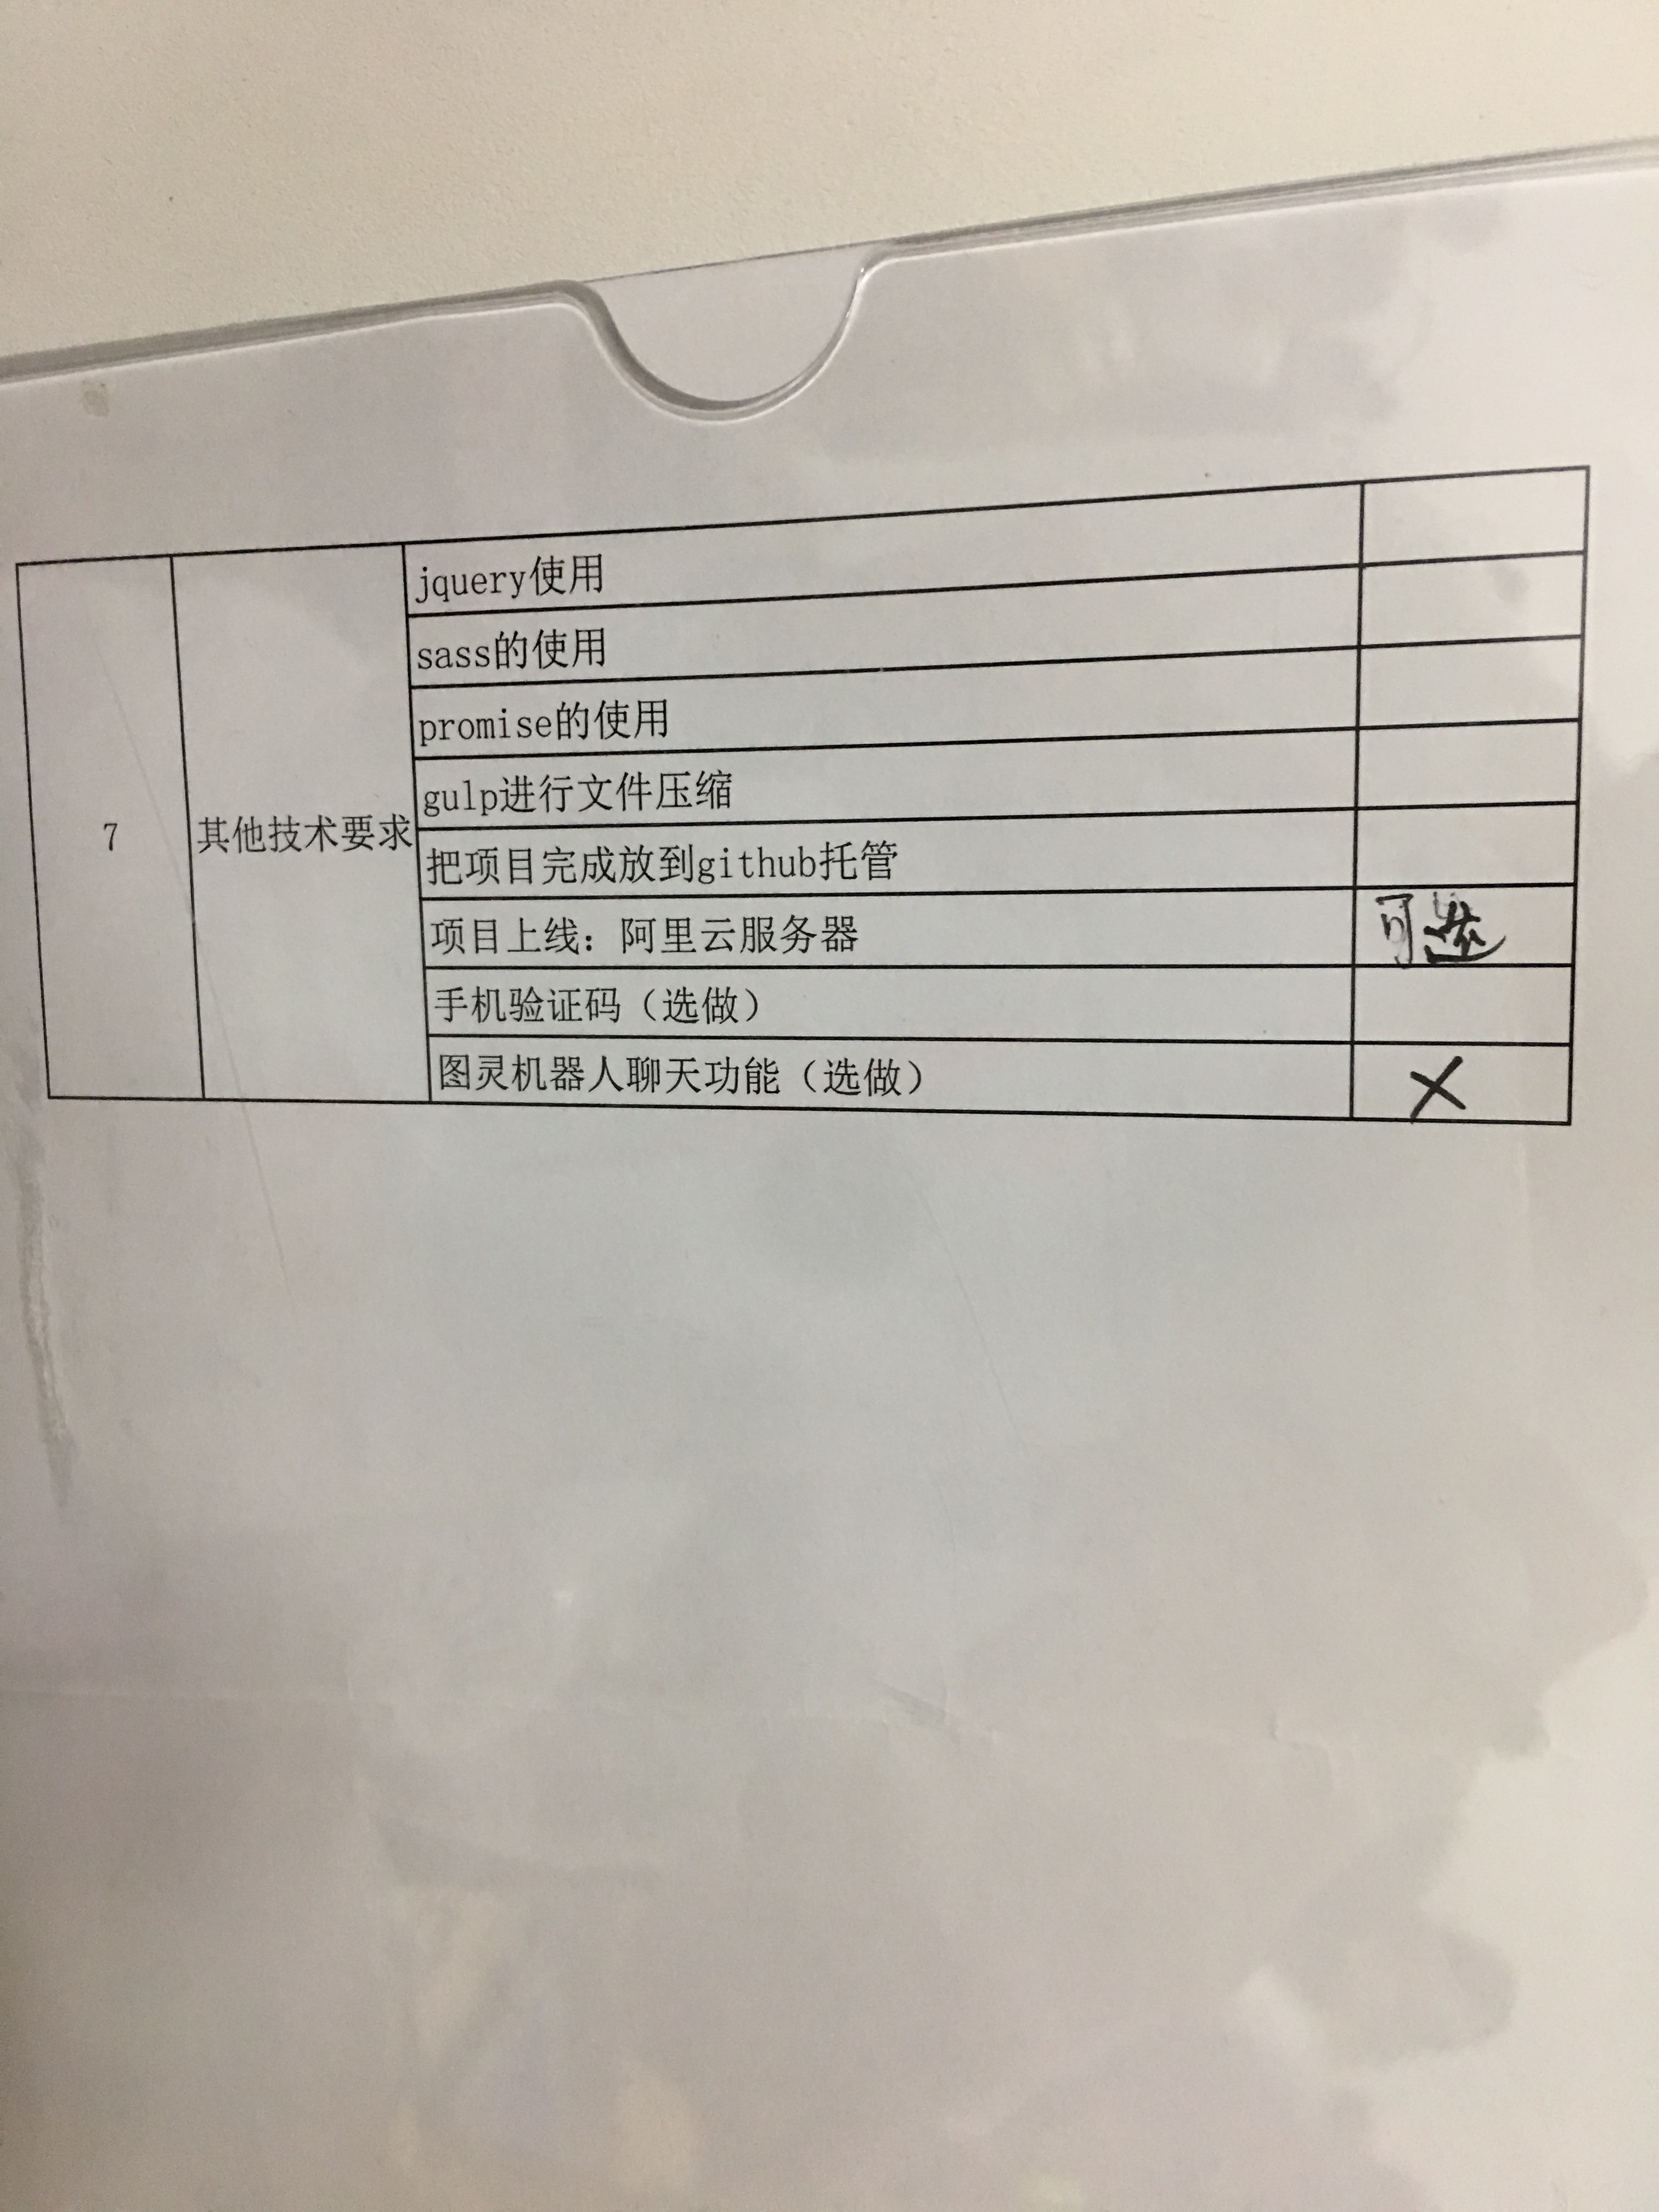 jquery使用
sass的使用
promise的使用
gulp进行文件压缩
7
其他技术要求
把项目完成放到github托管
项目上线：阿里云服务器
可选
手机验证码（选做）
图灵机器人聊天功能（选做）
X